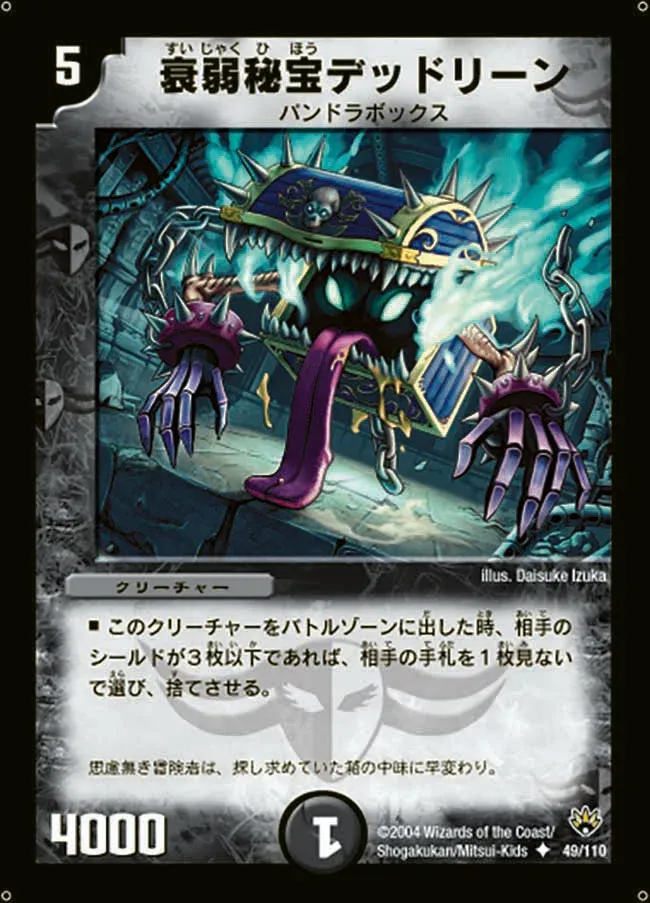 5
すい じゃく ひ ほう
衰弱秘宝デッドリーン
パンドラボックス
illus. Daisuke Izuka
クリーチャー
■ このクリーチャーをバトルゾーンに出した時、相手の
シールドが3枚以下であれば、相手の手札を1枚見ない
で選び、捨てさせる。
思慮無き冒険者は、探し求めていた箱の中味に早変わり。
4000
1
©2004 Wizards of the Coast/
Shogakukan/Mitsui-Kids ✦ 49/110